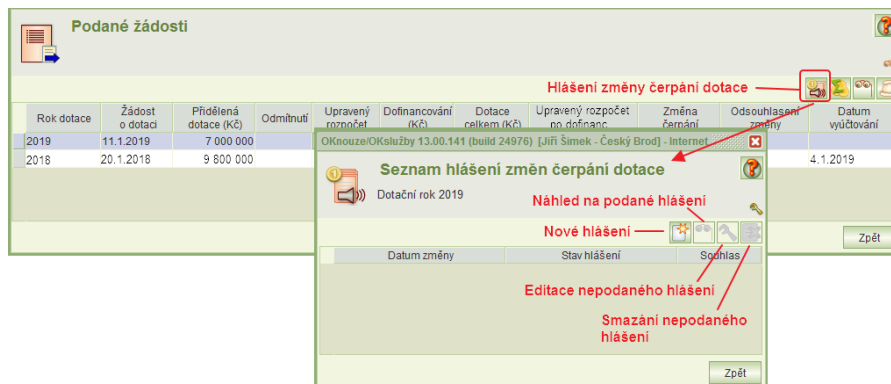 Podané žádosti
Hlášení změny čerpání dotace
Rok dotace Žádost o dotaci Přidělená dotace (Kč) Odmítnutí Upravený rozpočet Dofinancování (Kč) Dotace celkem (Kč) Upravený rozpočet po dofinanc. Změna čerpání Odsouhlasení změny Datum vyúčtování
2019 11.1.2019 7 000 000
2018 20.1.2018 9 800 000 4.1.2019
OKnouze/OKslužby 13.00.141 (build 24976) [Jiří Šimek - Český Brod] - Internet
Seznam hlášení změn čerpání dotace
Dotační rok 2019
Náhled na podané hlášení
Nové hlášení
Zpět
Datum změny Stav hlášení Souhlas
Editace nepodaného hlášení
Smazání nepodaného
hlášení
Zpět